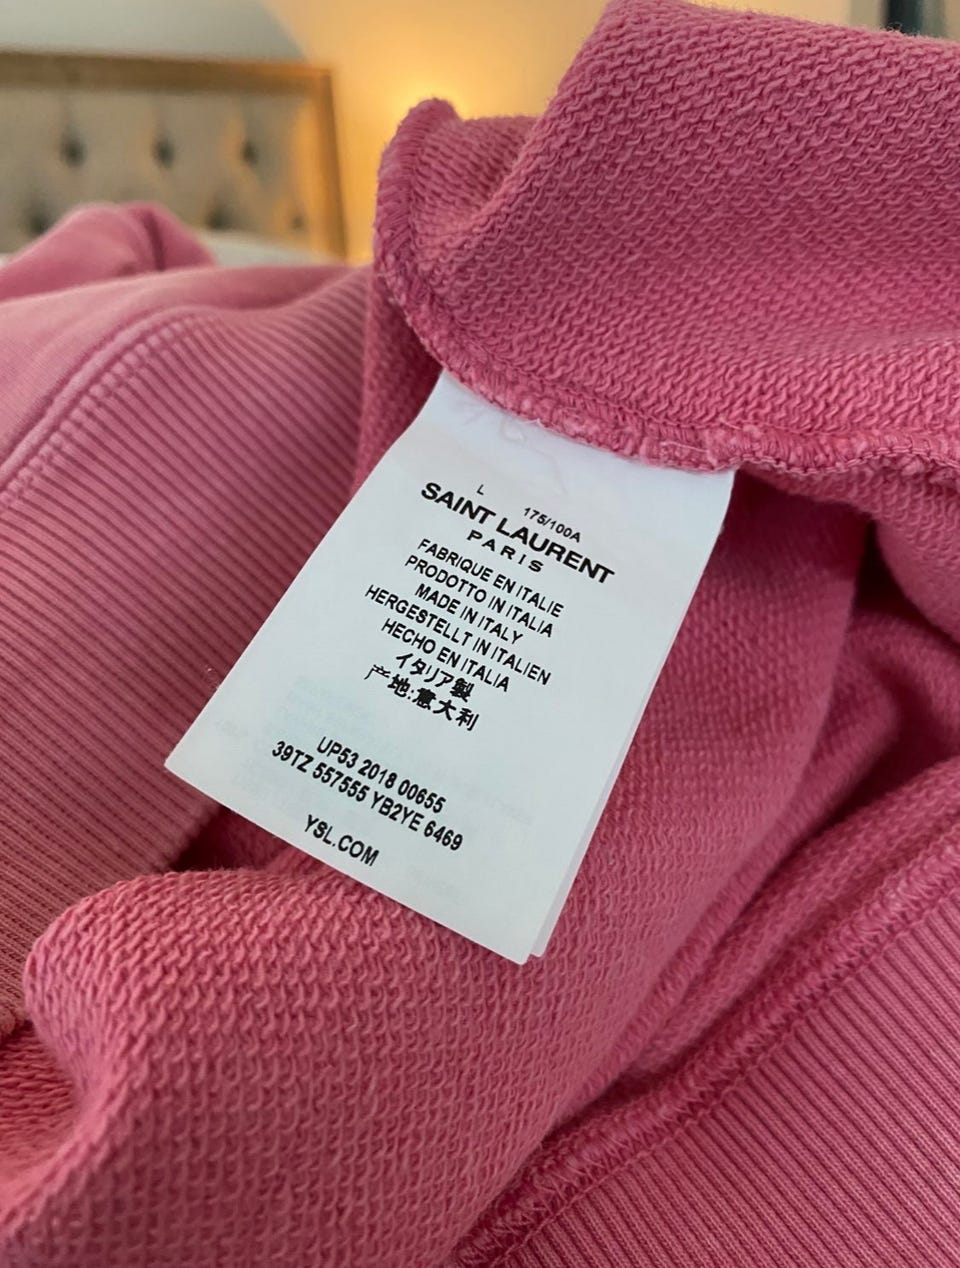 L 175/100A
SAINT LAURENT
PARIS
FABRIQUE EN ITALIE
PRODOTTO IN ITALIA
MADE IN ITALY
HERGESTELLT IN ITALIEN
HECHO EN ITALIA
イタリア製
产地:意大利
UP53 2018 00655
39TZ 557555 YB2YE 6469
YSL.COM